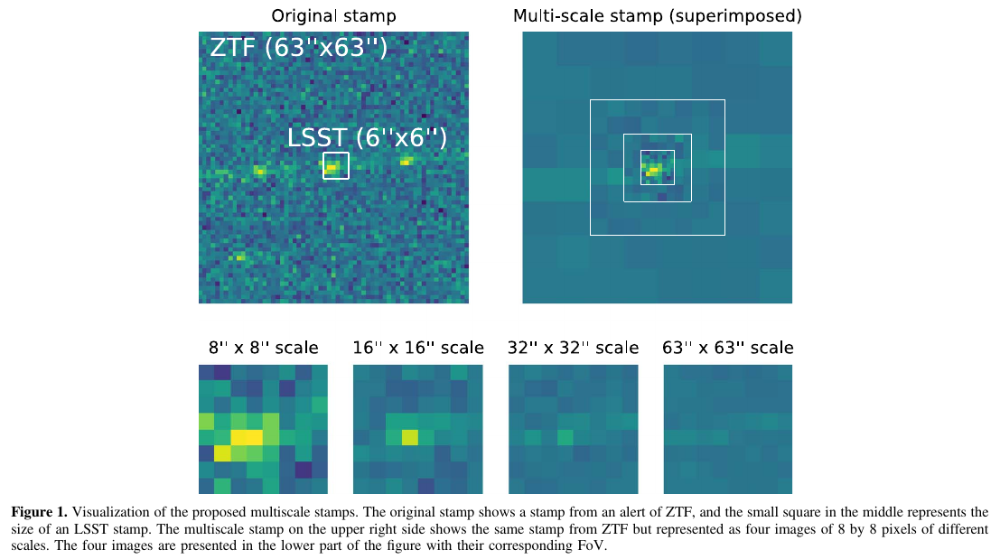 Original stamp
Multi-scale stamp (superimposed)
ZTF (63''x63'')
LSST (6''x6'')
8'' x 8'' scale
16'' x 16'' scale
32'' x 32'' scale
63'' x 63'' scale
Figure 1. Visualization of the proposed multiscale stamps. The original stamp shows a stamp from an alert of ZTF, and the small square in the middle represents the
size of an LSST stamp. The multiscale stamp on the upper right side shows the same stamp from ZTF but represented as four images of 8 by 8 pixels of different
scales. The four images are presented in the lower part of the figure with their corresponding FoV.